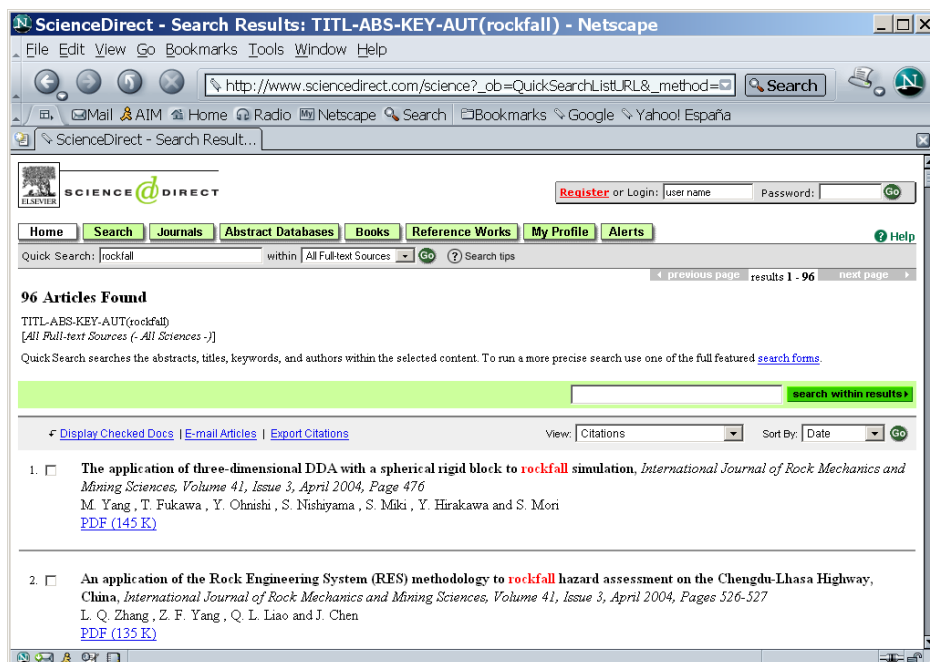 ScienceDirect - Search Results: TITL-ABS-KEY-AUT(rockfall) - Netscape
File Edit View Go Bookmarks Tools Window Help
http://www.sciencedirect.com/science?_ob=QuickSearchListURL&_method= Search
Mail AIM Home Radio Netscape Search Bookmarks Google Yahoo! España
ScienceDirect - Search Result...
ELSEVIER SCIENCE @ DIRECT
Register or Login: user name Password: Go
Home Search Journals Abstract Databases Books Reference Works My Profile Alerts
Help
Quick Search: rockfall within All Full-text Sources Go ? Search tips
previous page results 1 - 96 next page
96 Articles Found
TITL-ABS-KEY-AUT(rockfall)
[All Full-text Sources (- All Sciences -)]
Quick Search searches the abstracts, titles, keywords, and authors within the selected content. To run a more precise search use one of the full featured search forms.
search within results
Display Checked Docs | E-mail Articles | Export Citations View: Citations Sort By: Date Go
1. The application of three-dimensional DDA with a spherical rigid block to rockfall simulation, International Journal of Rock Mechanics and
Mining Sciences, Volume 41, Issue 3, April 2004, Page 476
M. Yang , T. Fukawa , Y. Ohnishi , S. Nishiyama , S. Miki , Y. Hirakawa and S. Mori
PDF (145 K)
2. An application of the Rock Engineering System (RES) methodology to rockfall hazard assessment on the Chengdu-Lhasa Highway,
China, International Journal of Rock Mechanics and Mining Sciences, Volume 41, Issue 3, April 2004, Pages 526-527
L. Q. Zhang , Z. F. Yang , Q. L. Liao and J. Chen
PDF (135 K)